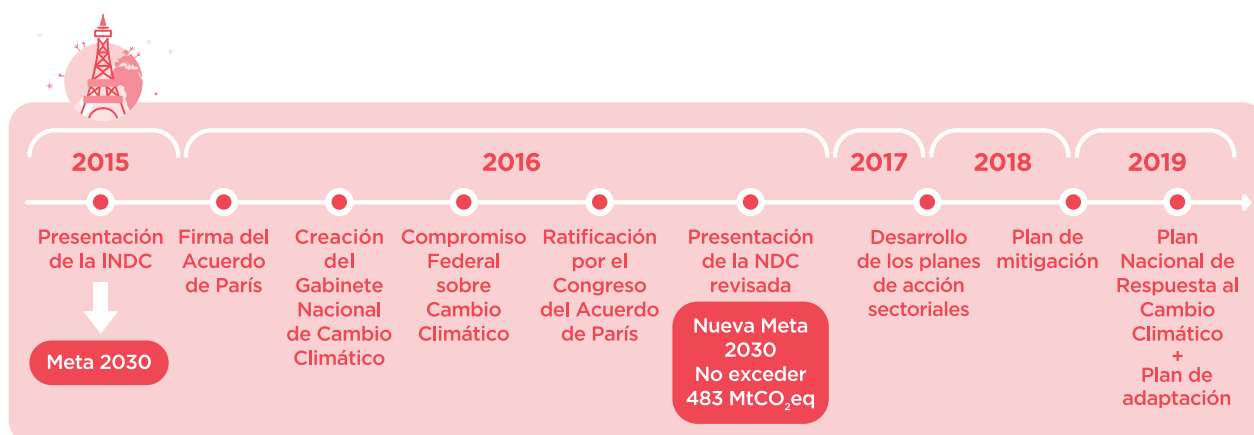 2015
2016
2017
2018
2019
Presentación
de la INDC
Meta 2030
Firma del
Acuerdo
de París
Creación
del
Gabinete
Nacional
de Cambio
Climático
Compromiso
Federal
sobre
Cambio
Climático
Ratificación
por el
Congreso
del Acuerdo
de París
Presentación
de la NDC
revisada
Nueva Meta
2030
No exceder
483 MtCO₂eq
Desarrollo
de los planes
de acción
sectoriales
Plan de
mitigación
Plan
Nacional de
Respuesta al
Cambio
Climático
+
Plan de
adaptación